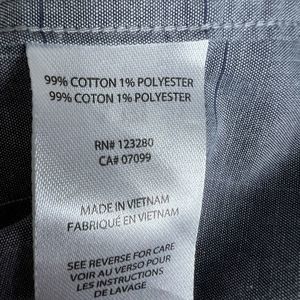 99% COTTON 1% POLYESTER
99% COTON 1% POLYESTER
RN# 123280
CA# 07099
MADE IN VIETNAM
FABRIQUÉ EN VIETNAM
SEE REVERSE FOR CARE
VOIR AU VERSO POUR
LES INSTRUCTIONS
DE LAVAGE